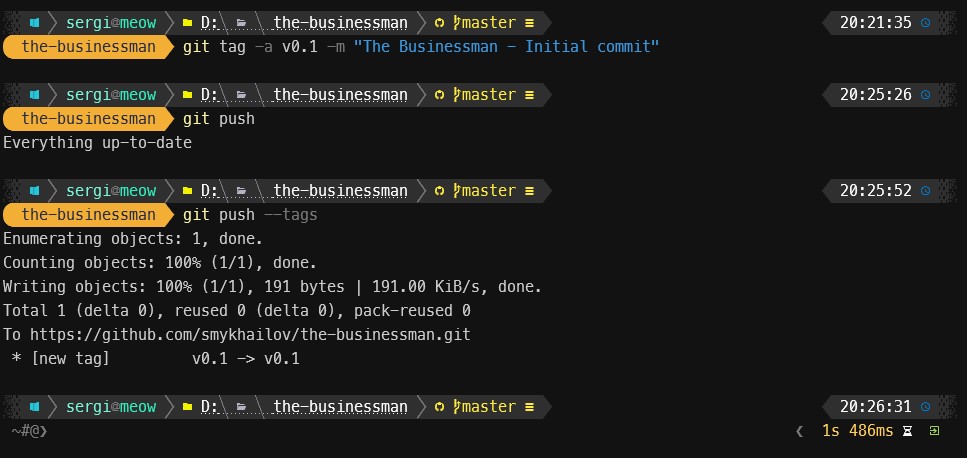 sergi@meow D: the-businessman master ≡ 20:21:35
the-businessman git tag -a v0.1 -m "The Businessman - Initial commit"
sergi@meow D: the-businessman master ≡ 20:25:26
the-businessman git push
Everything up-to-date
sergi@meow D: the-businessman master ≡ 20:25:52
the-businessman git push --tags
Enumerating objects: 1, done.
Counting objects: 100% (1/1), done.
Writing objects: 100% (1/1), 191 bytes | 191.00 KiB/s, done.
Total 1 (delta 0), reused 0 (delta 0), pack-reused 0
To https://github.com/smykhailov/the-businessman.git
* [new tag] v0.1 -> v0.1
sergi@meow D: the-businessman master ≡ 20:26:31
~#@❯ ❮ 1s 486ms